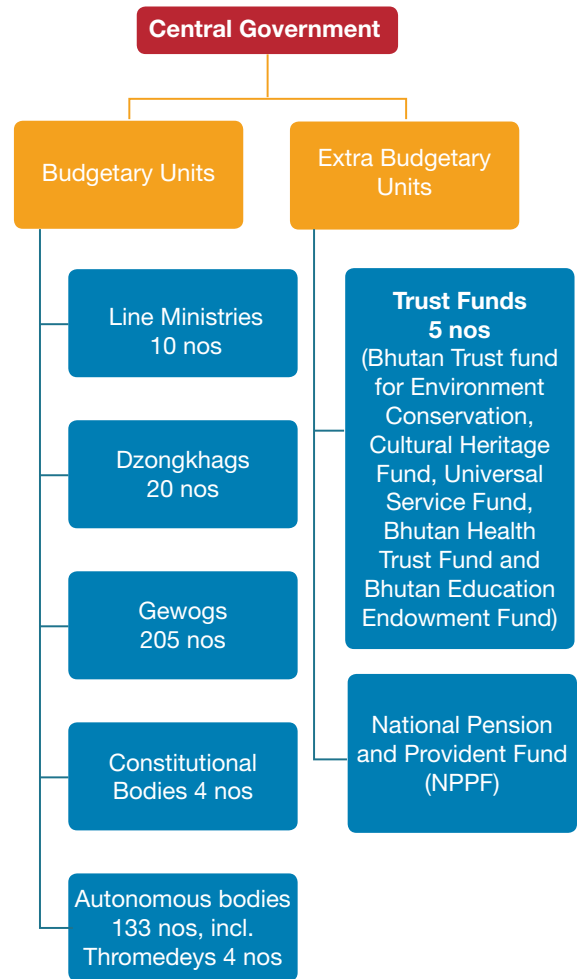 Central Government
Budgetary Units
Extra Budgetary
Units
Line Ministries
10 nos
Dzongkhags
20 nos
Gewogs
205 nos
Constitutional
Bodies 4 nos
Autonomous bodies
133 nos, incl.
Thromedeys 4 nos
Trust Funds
5 nos
(Bhutan Trust fund
for Environment
Conservation,
Cultural Heritage
Fund, Universal
Service Fund,
Bhutan Health
Trust Fund and
Bhutan Education
Endowment Fund)
National Pension
and Provident Fund
(NPPF)